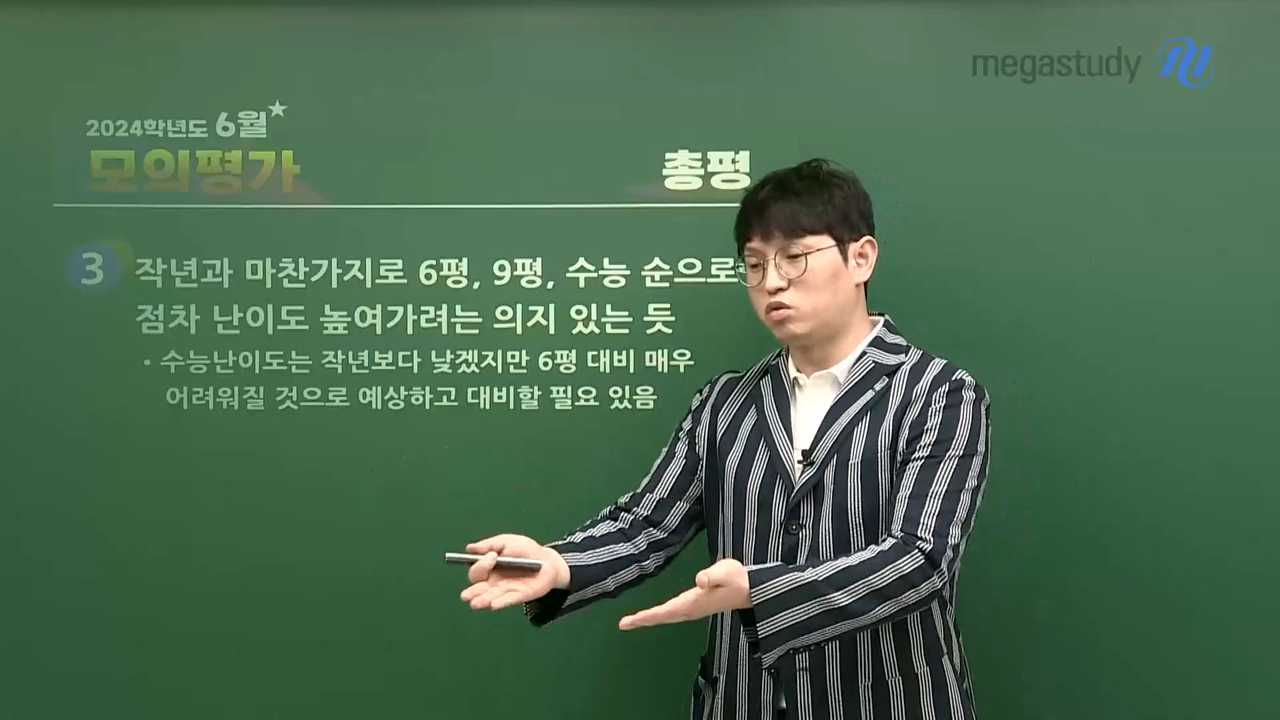 megastudy
2024학년도 6월
모의평가
총평
3 작년과 마찬가지로 6평, 9평, 수능 순으로
점차 난이도 높여가려는 의지 있는 듯
· 수능난이도는 작년보다 낮겠지만 6평 대비 매우
어려워질 것으로 예상하고 대비할 필요 있음